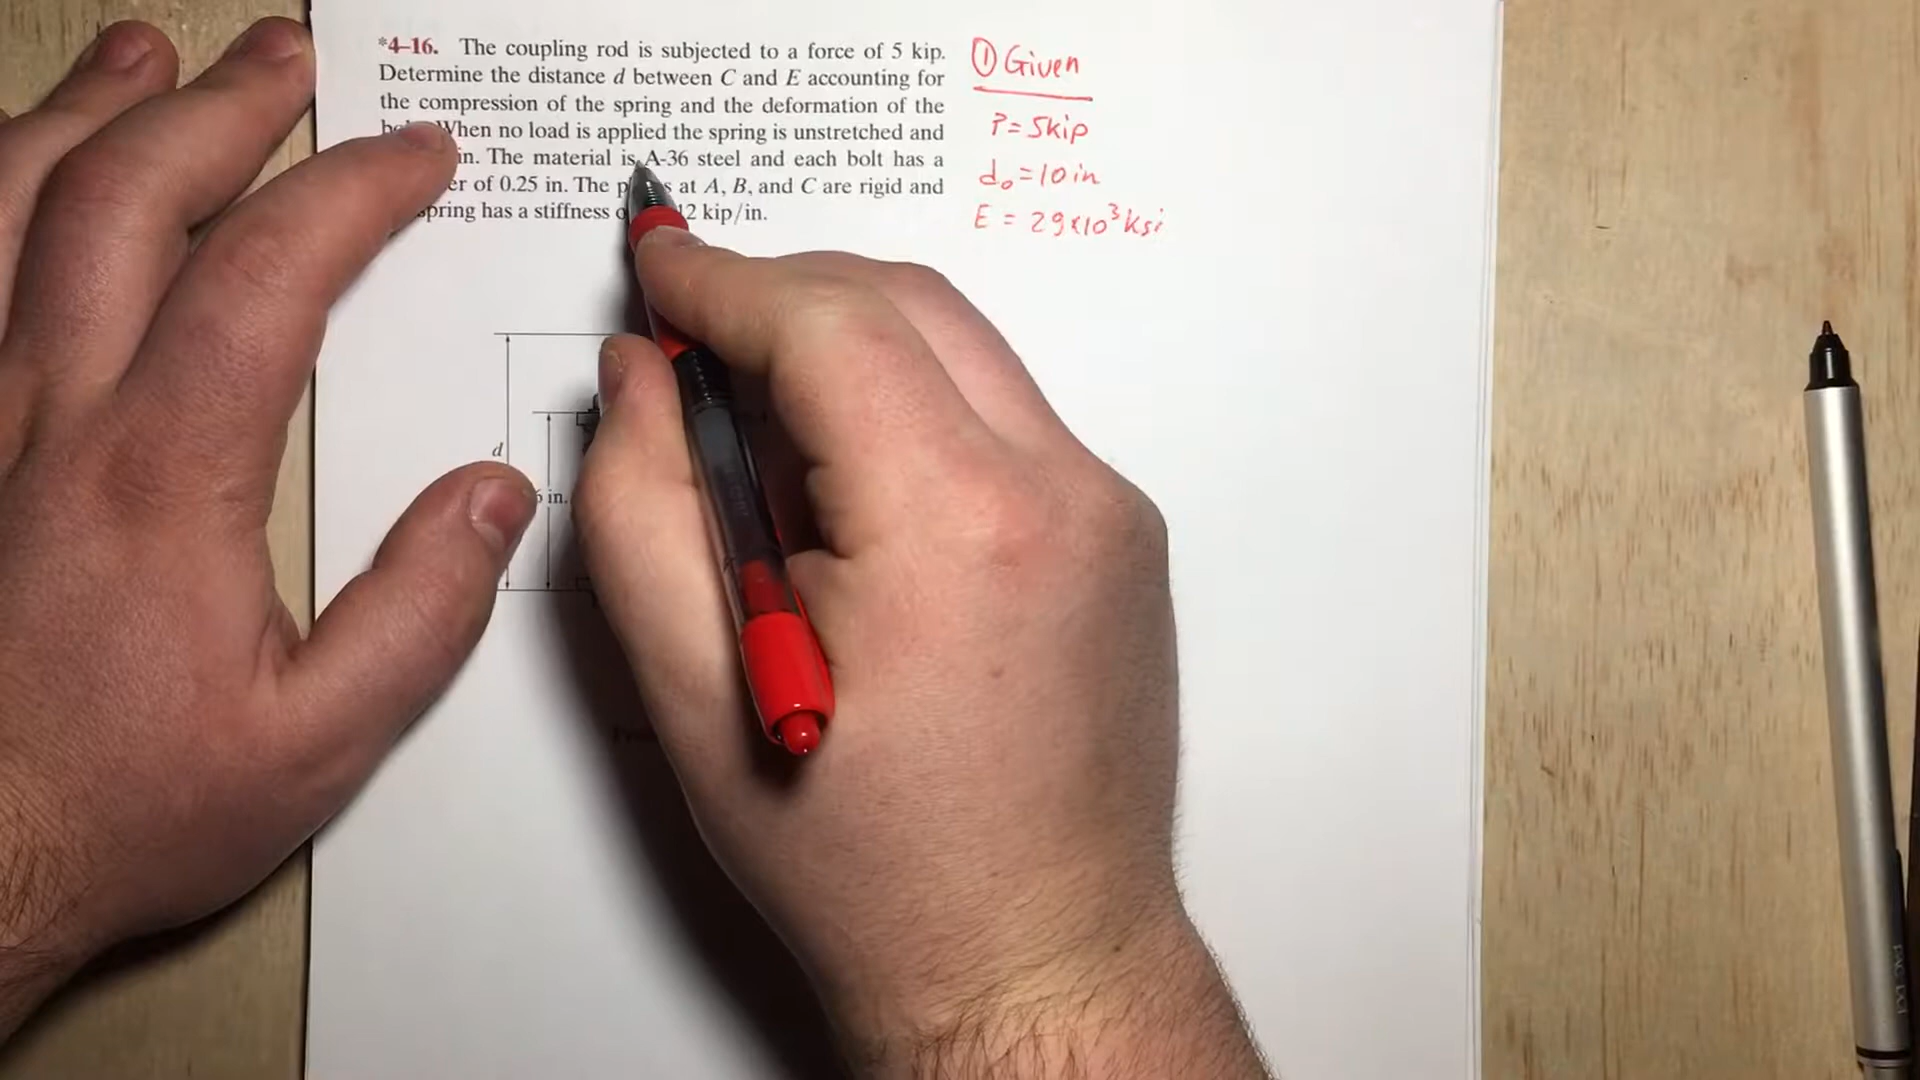 *4–16. The coupling rod is subjected to a force of 5 kip.
Determine the distance d between C and E accounting for
the compression of the spring and the deformation of the
When no load is applied the spring is unstretched and
in. The material is A-36 steel and each bolt has a
er of 0.25 in. The at A, B, and C are rigid and
spring has a stiffness 12 kip/in.
① Given
P = 5kip
do = 10 in
E = 29×10³ ksi
d
6 in.